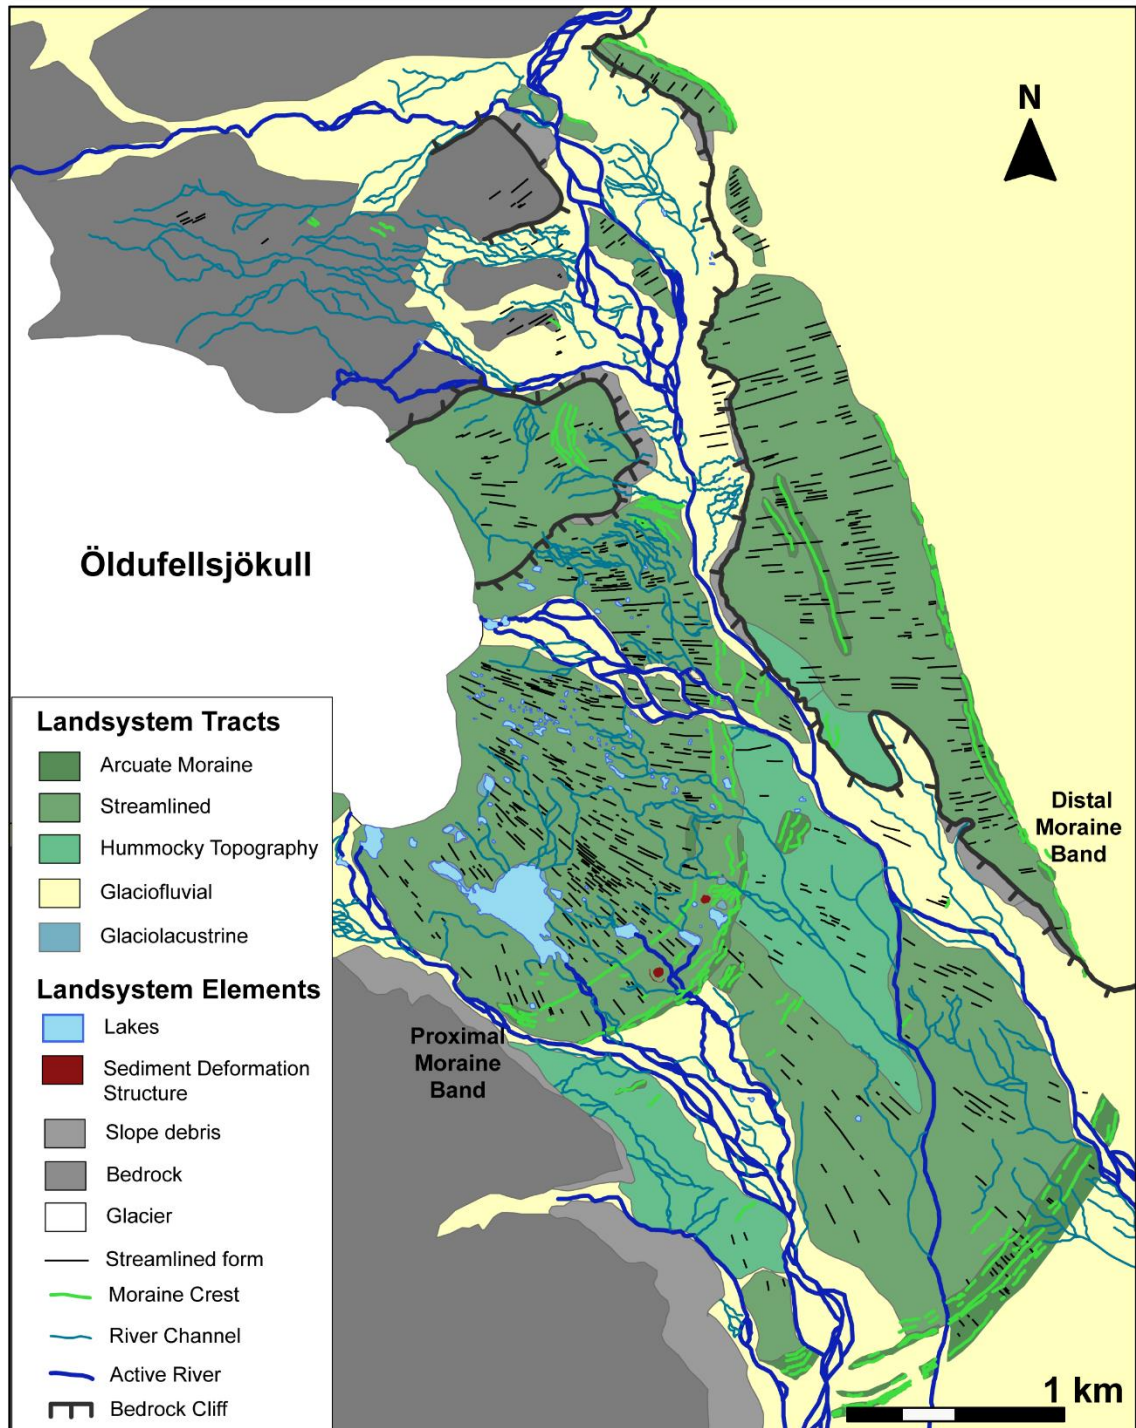 N
Öldufellsjökull
Distal
Moraine
Band
Proximal
Moraine
Band
Landsystem Tracts
Arcuate Moraine
Streamlined
Hummocky Topography
Glaciofluvial
Glaciolacustrine
Landsystem Elements
Lakes
Sediment Deformation
Structure
Slope debris
Bedrock
Glacier
Streamlined form
Moraine Crest
River Channel
Active River
Bedrock Cliff
1 km